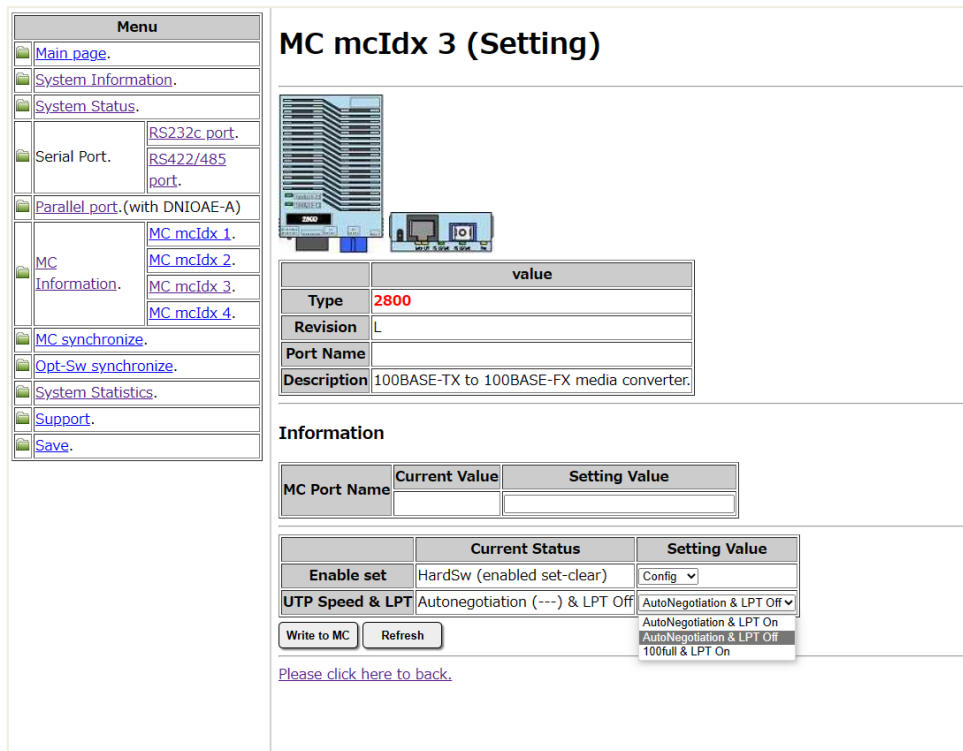 Menu
Main page.
System Information.
System Status.
Serial Port.
RS232c port.
RS422/485
port.
Parallel port.(with DNIOAE-A)
MC
Information.
MC mcIdx 1.
MC mcIdx 2.
MC mcIdx 3.
MC mcIdx 4.
MC synchronize.
Opt-Sw synchronize.
System Statistics.
Support.
Save.
MC mcIdx 3 (Setting)
2800
value
Type 2800
Revision L
Port Name
Description 100BASE-TX to 100BASE-FX media converter.
Information
MC Port Name Current Value Setting Value
Current Status Setting Value
Enable set HardSw (enabled set-clear) Config
UTP Speed & LPT Autonegotiation (---) & LPT Off AutoNegotiation & LPT Off
AutoNegotiation & LPT On
AutoNegotiation & LPT Off
100full & LPT On
Write to MC Refresh
Please click here to back.